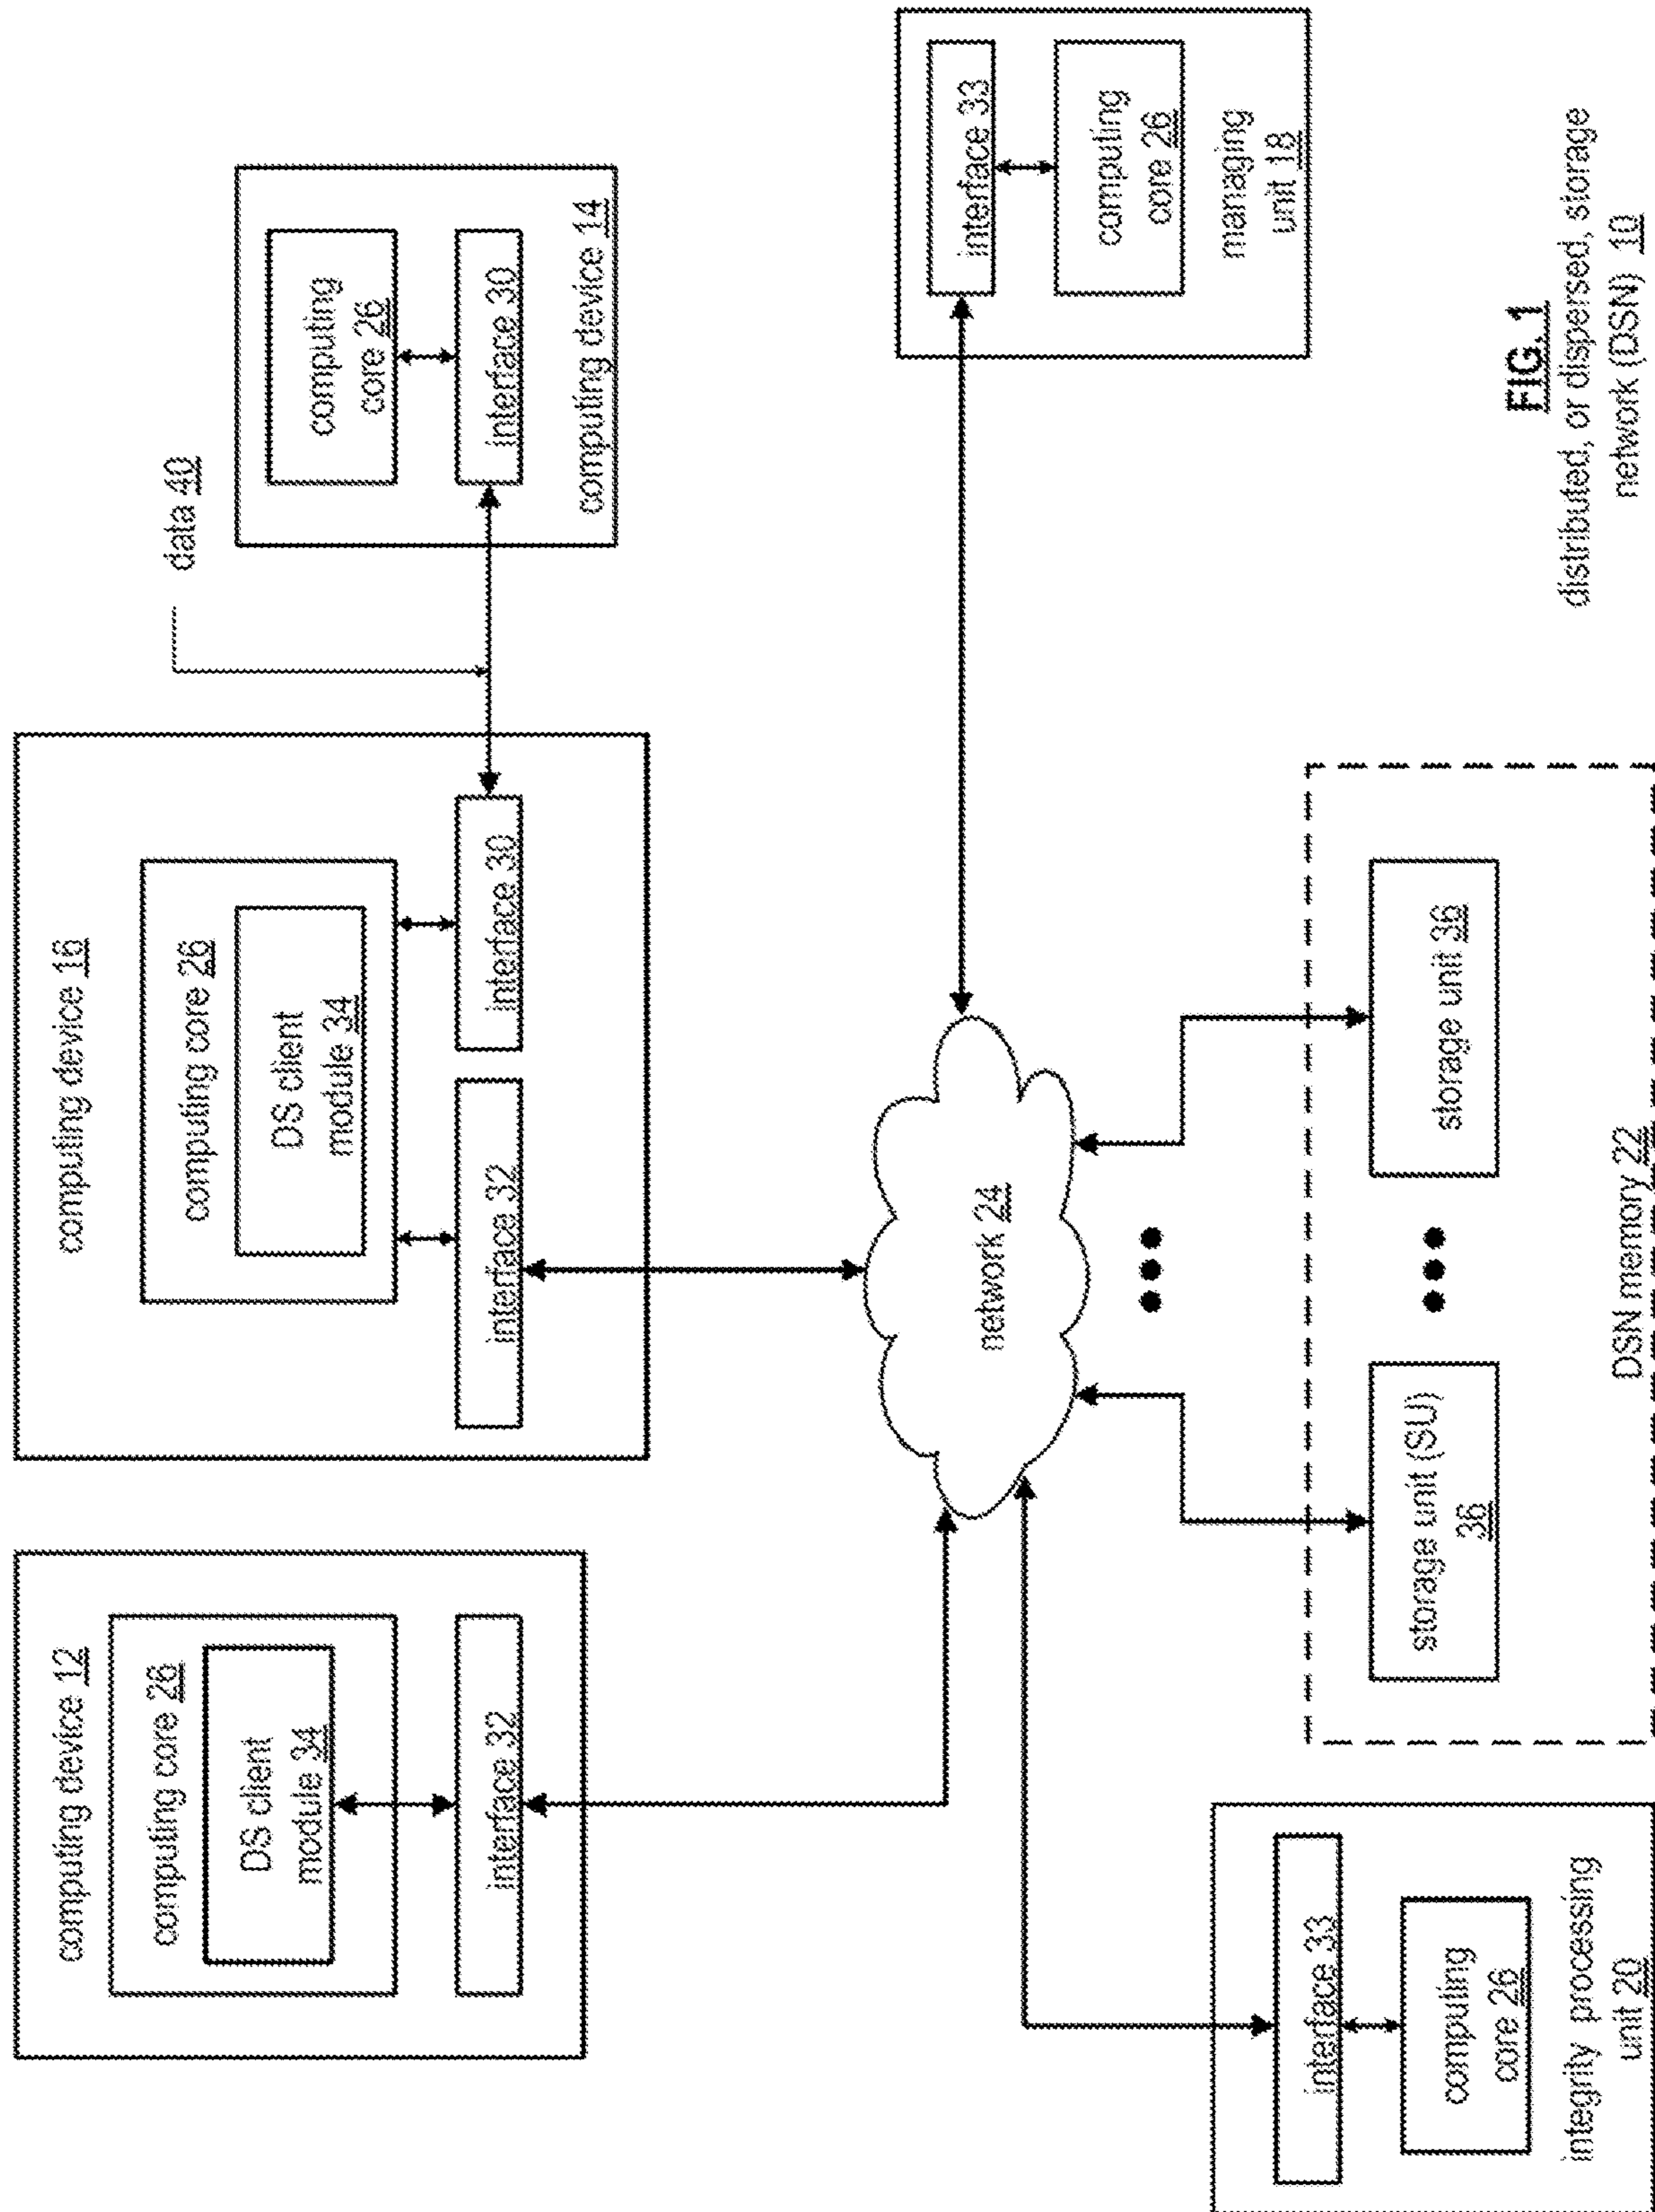 computing device 12
computing core 26
DS client
module 34
interface 32
computing device 16
computing core 26
DS client
module 34
interface 32
interface 30
data 40
computing
core 26
interface 30
computing device 14
network 24
interface 33
computing
core 26
managing
unit 18
interface 33
computing
core 26
integrity processing
unit 20
storage unit (SU)
36
storage unit 36
DSN memory 22
FIG. 1
distributed, or dispersed, storage
network (DSN) 10